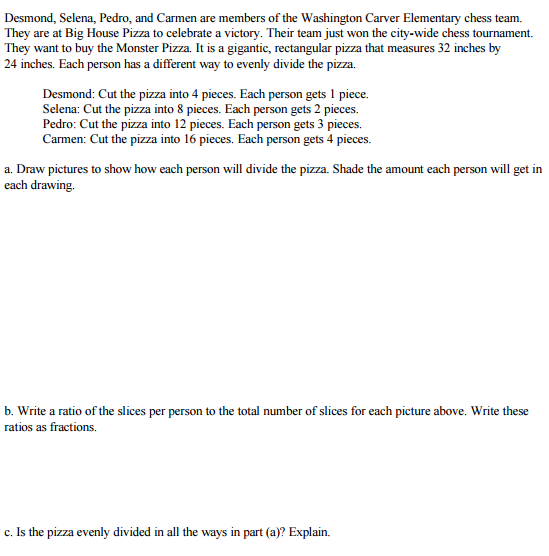 Desmond, Selena, Pedro, and Carmen are members of the Washington Carver Elementary chess team.
They are at Big House Pizza to celebrate a victory. Their team just won the city-wide chess tournament.
They want to buy the Monster Pizza. It is a gigantic, rectangular pizza that measures 32 inches by
24 inches. Each person has a different way to evenly divide the pizza.
Desmond: Cut the pizza into 4 pieces. Each person gets 1 piece.
Selena: Cut the pizza into 8 pieces. Each person gets 2 pieces.
Pedro: Cut the pizza into 12 pieces. Each person gets 3 pieces.
Carmen: Cut the pizza into 16 pieces. Each person gets 4 pieces.
a. Draw pictures to show how each person will divide the pizza. Shade the amount each person will get in
each drawing.
b. Write a ratio of the slices per person to the total number of slices for each picture above. Write these
ratios as fractions.
c. Is the pizza evenly divided in all the ways in part (a)? Explain.